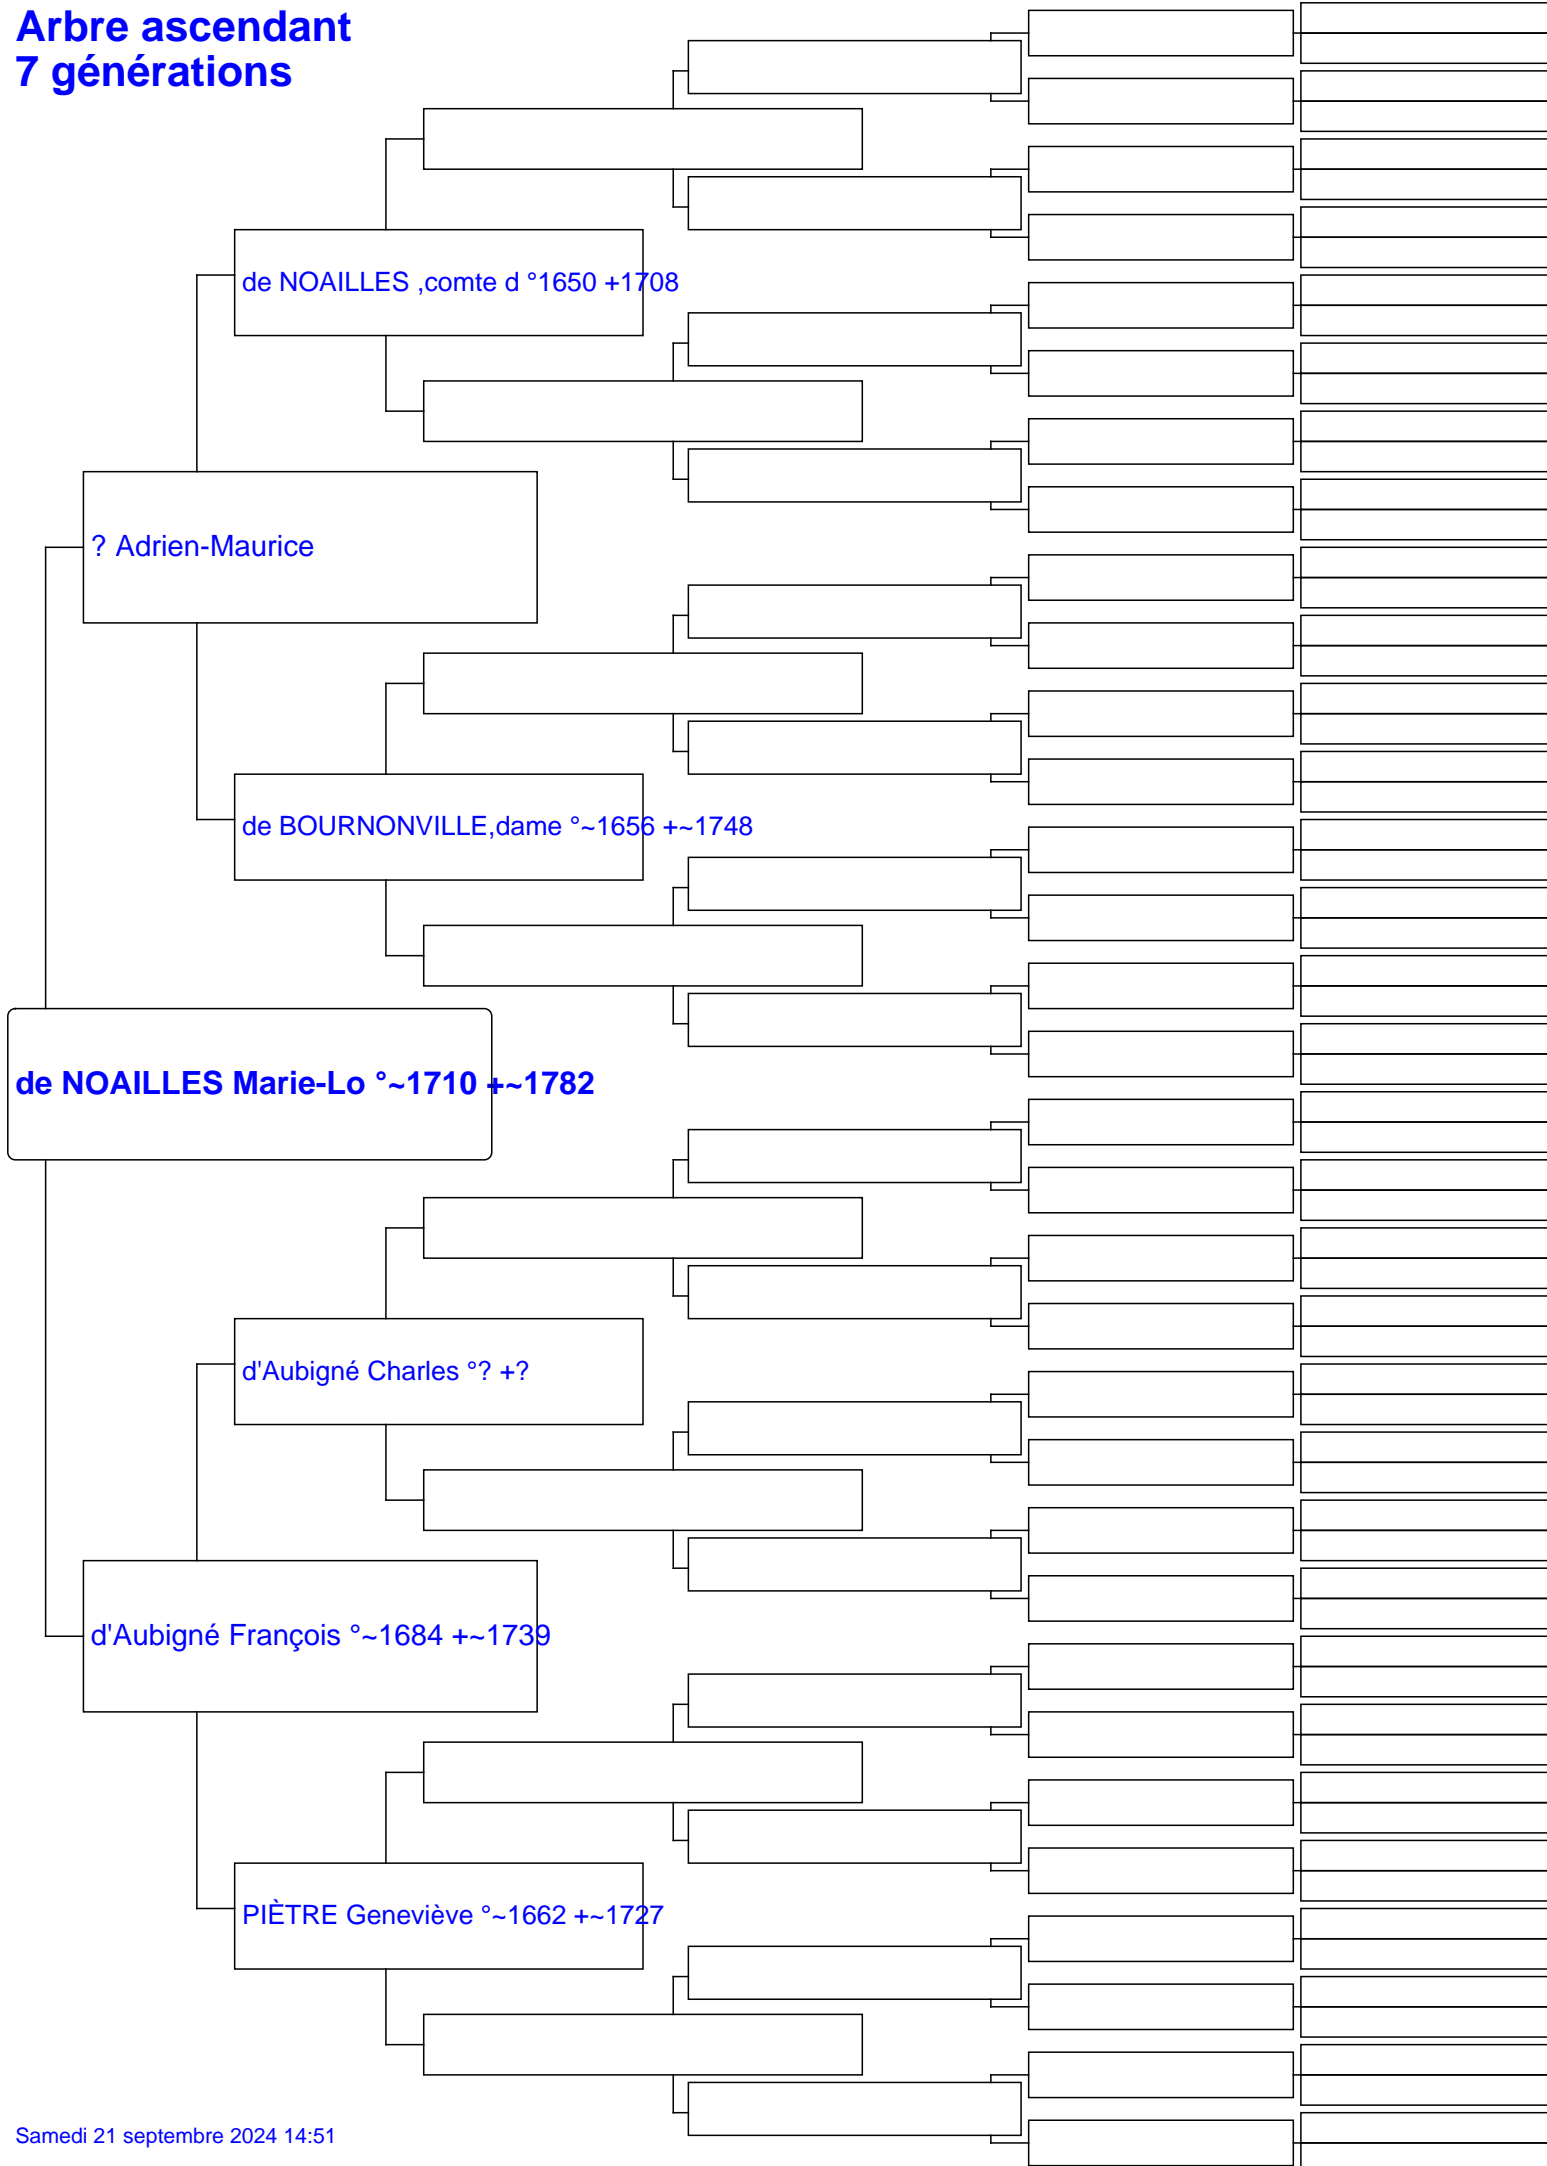 Arbre ascendant
7 générations
de NOAILLES ,comte d °1650 +1708
? Adrien-Maurice
de BOURNONVILLE,dame °~1656 +~1748
de NOAILLES Marie-Lo °~1710 +~1782
d'Aubigné Charles °? +?
d'Aubigné François °~1684 +~1739
PIÈTRE Geneviève °~1662 +~1727
Samedi 21 septembre 2024 14:51